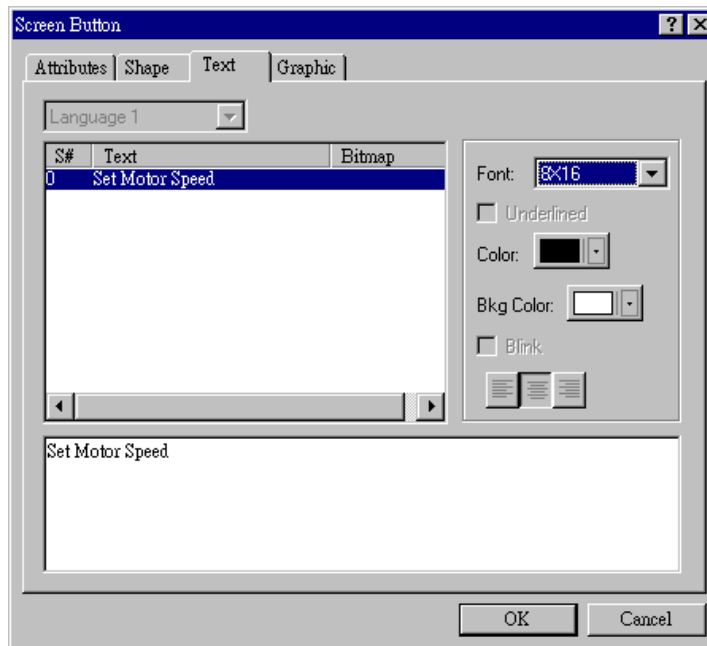 Screen Button
Attributes Shape Text Graphic
Language 1
S# Text Bitmap
0 Set Motor Speed
Font: 8X16
Underlined
Color:
Bkg Color:
Blink
Set Motor Speed
OK Cancel